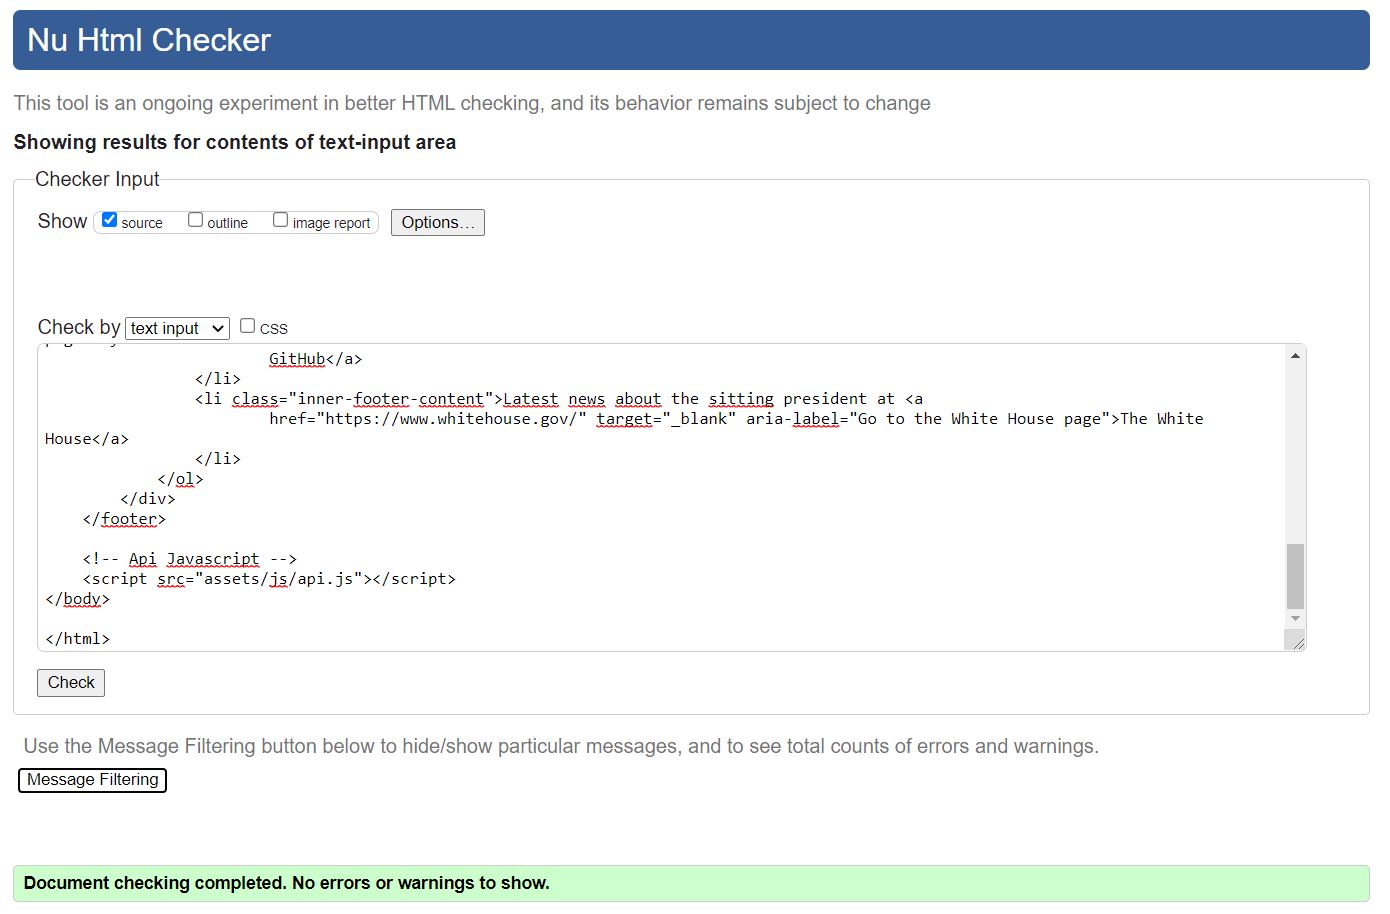 Nu Html Checker
This tool is an ongoing experiment in better HTML checking, and its behavior remains subject to change
Showing results for contents of text-input area
Checker Input
Show source outline image report Options...
Check by text input CSS
GitHub</a>
</li>
<li class="inner-footer-content">Latest news about the sitting president at <a
href="https://www.whitehouse.gov/" target="_blank" aria-label="Go to the White House page">The White
House</a>
</li>
</ol>
</div>
</footer>
<!-- Api Javascript -->
<script src="assets/js/api.js"></script>
</body>
</html>
Check
Use the Message Filtering button below to hide/show particular messages, and to see total counts of errors and warnings.
Message Filtering
Document checking completed. No errors or warnings to show.